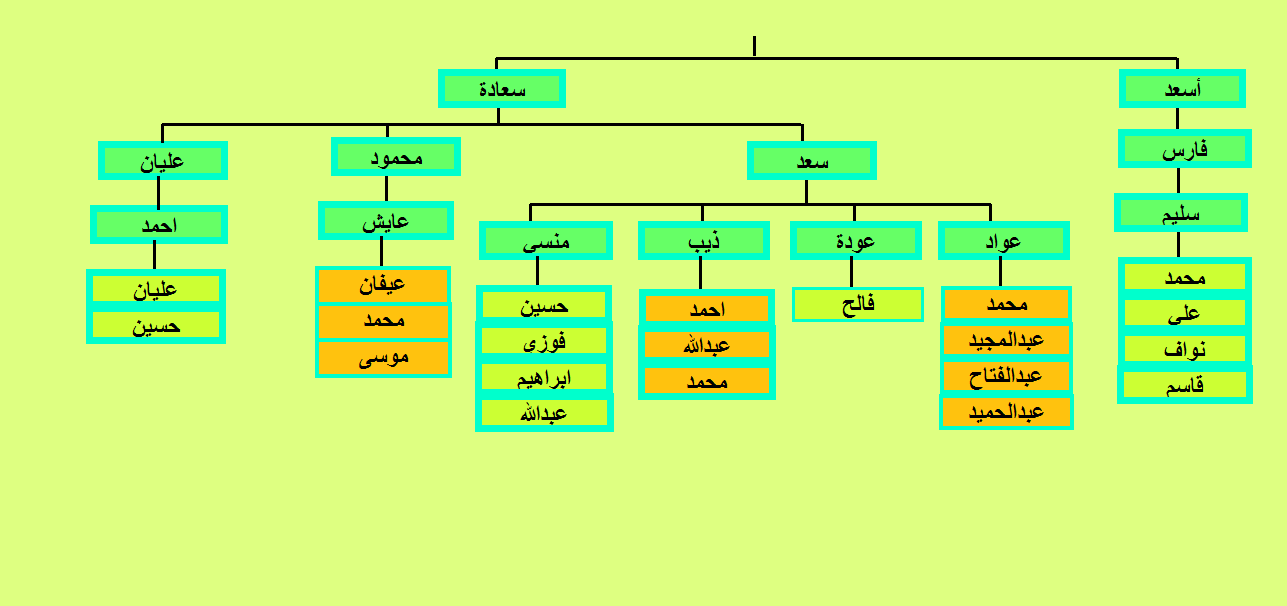 أسعد
سعادة
فارس
سعد
محمود
عليان
سليم
عايش
احمد
عواد
عودة
ذيب
منسى
محمد
على
نواف
قاسم
محمد
عبدالمجيد
عبدالفتاح
عبدالحميد
فالح
احمد
عبدالله
محمد
حسين
فوزى
ابراهيم
عبدالله
عيفان
محمد
موسى
عليان
حسين